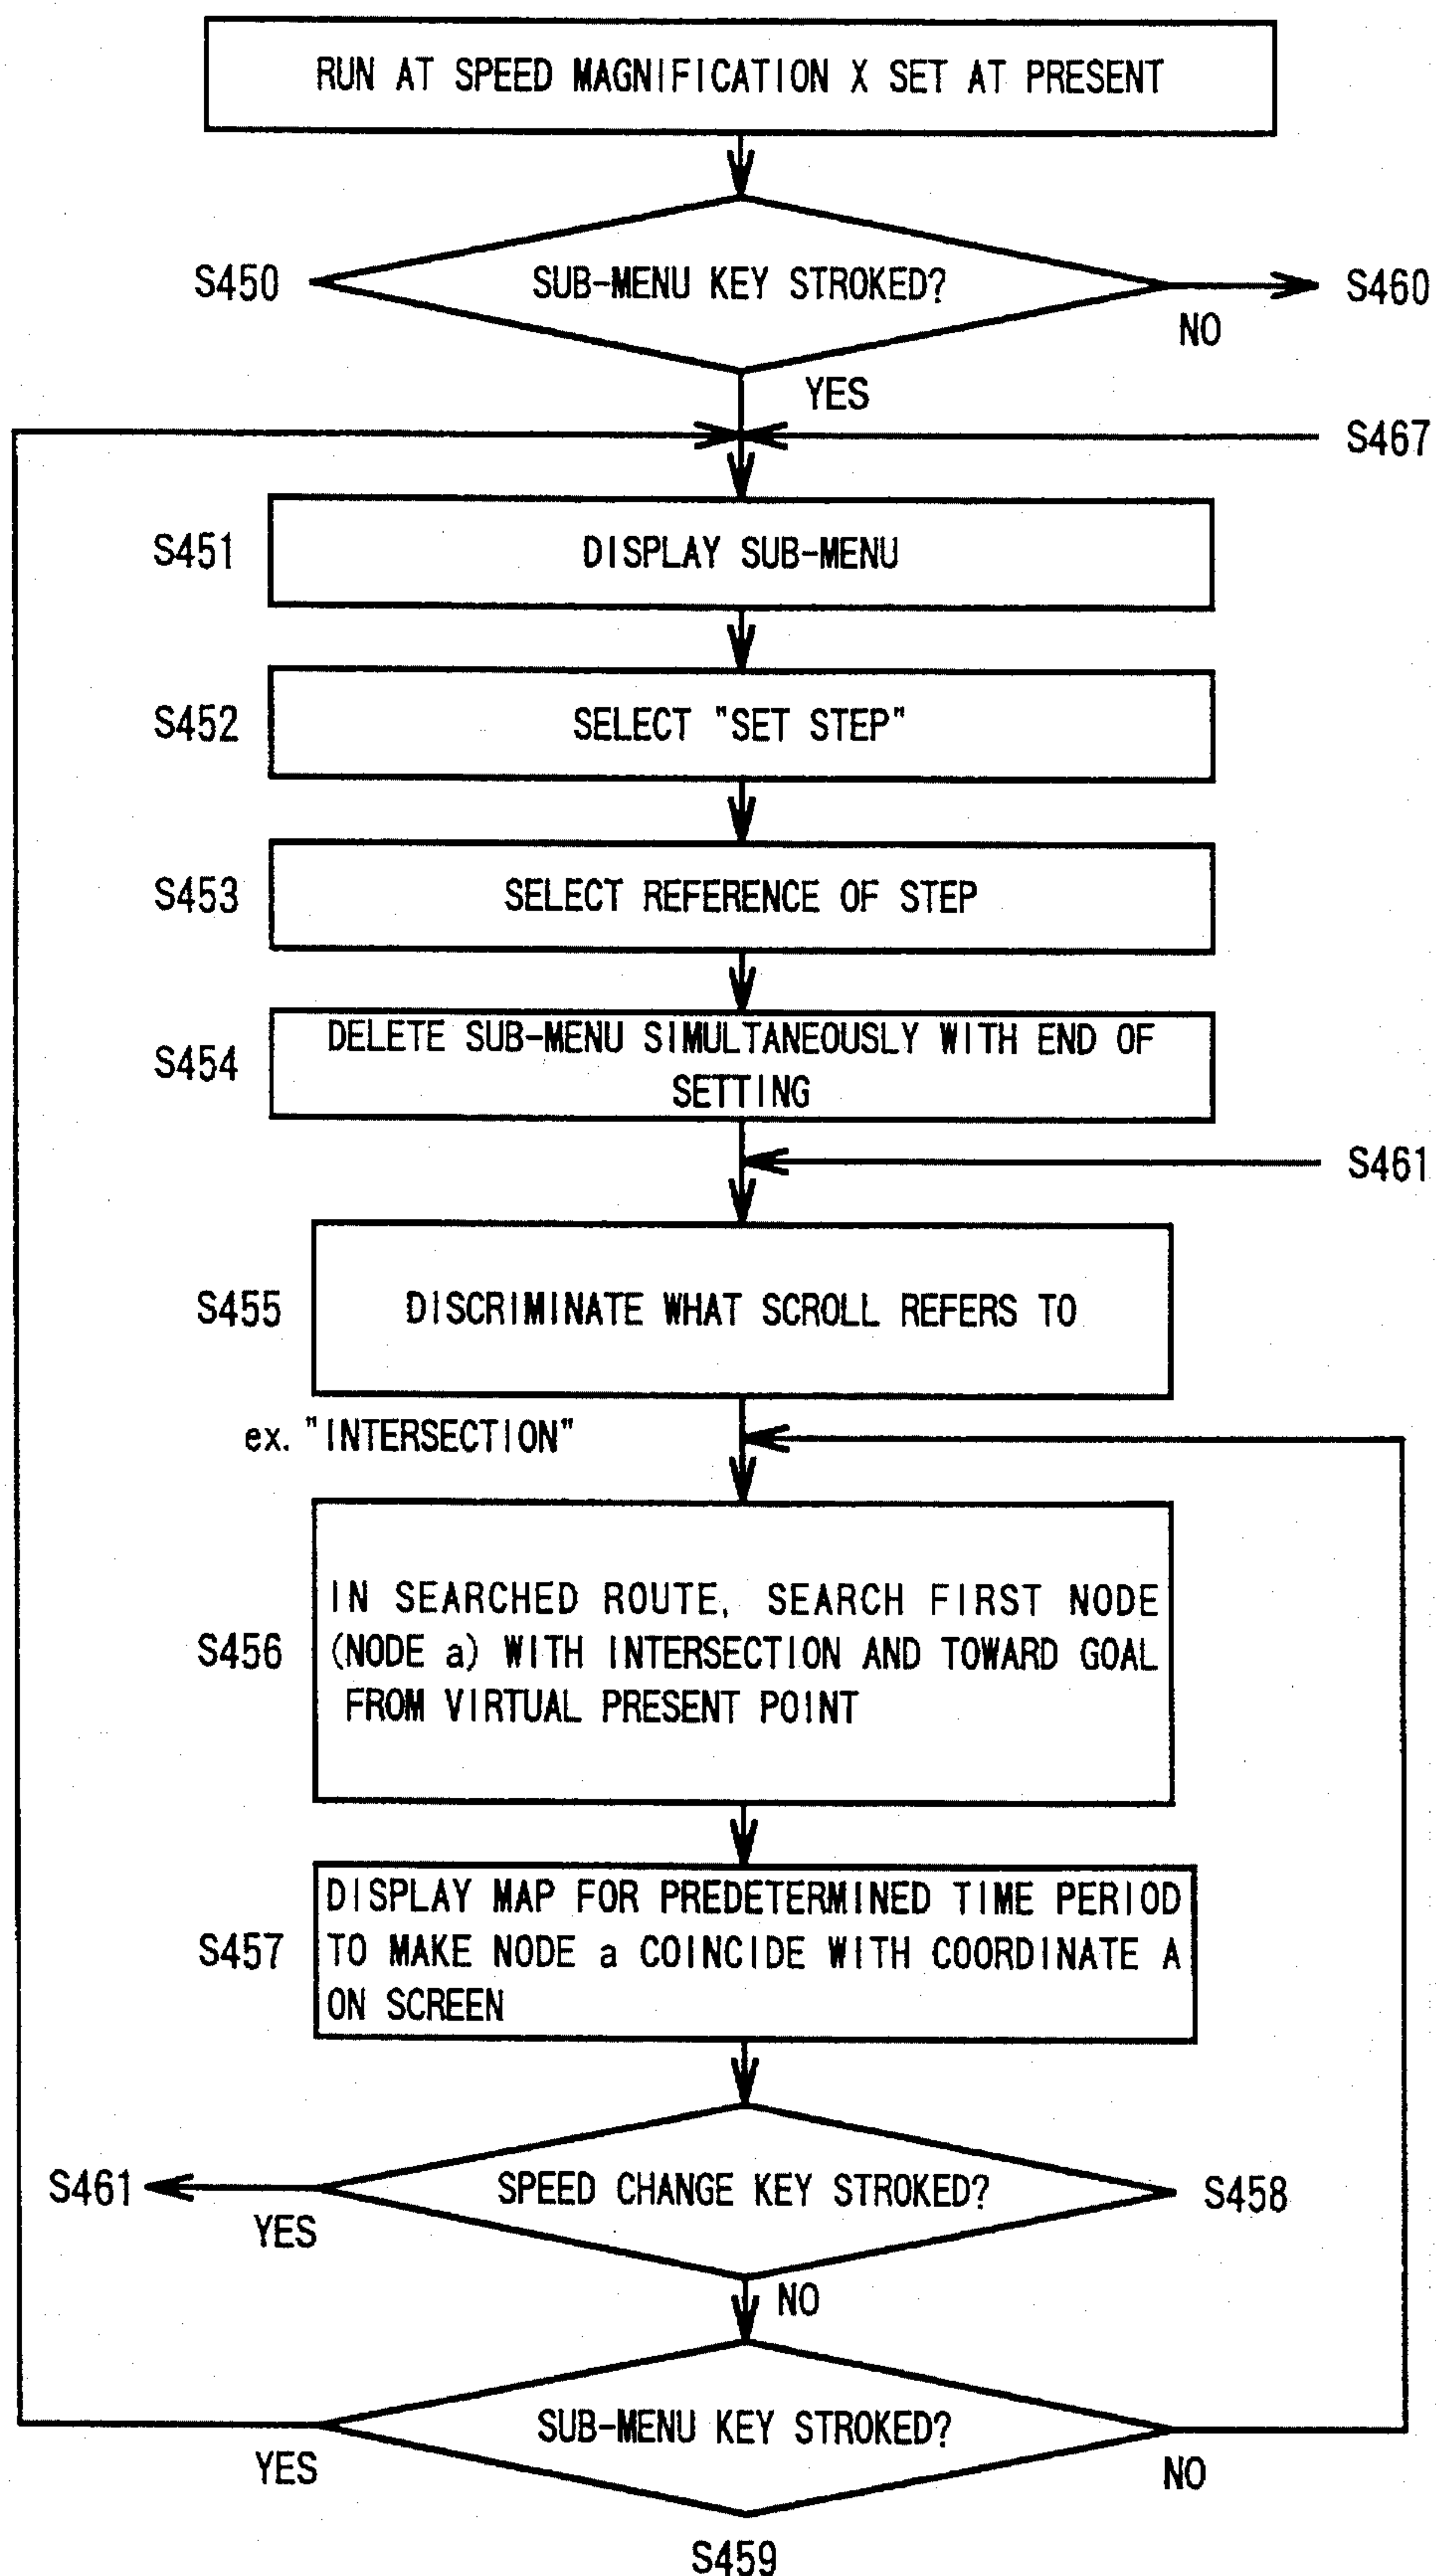 RUN AT SPEED MAGNIFICATION X SET AT PRESENT
S450
SUB-MENU KEY STROKED?
S460
NO
YES
S467
S451
DISPLAY SUB-MENU
S452
SELECT "SET STEP"
S453
SELECT REFERENCE OF STEP
S454
DELETE SUB-MENU SIMULTANEOUSLY WITH END OF
SETTING
S461
S455
DISCRIMINATE WHAT SCROLL REFERS TO
ex. "INTERSECTION"
S456
IN SEARCHED ROUTE, SEARCH FIRST NODE
(NODE a) WITH INTERSECTION AND TOWARD GOAL
FROM VIRTUAL PRESENT POINT
S457
DISPLAY MAP FOR PREDETERMINED TIME PERIOD
TO MAKE NODE a COINCIDE WITH COORDINATE A
ON SCREEN
S461
SPEED CHANGE KEY STROKED?
S458
YES
NO
SUB-MENU KEY STROKED?
YES
NO
S459